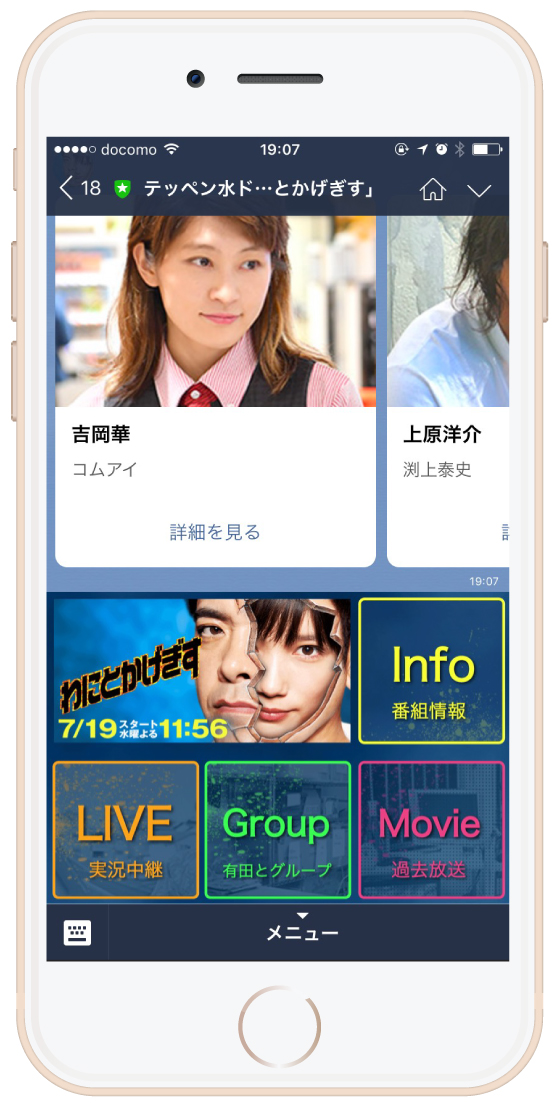 docomo 19:07
18 テッペン水ド…とかげぎす」
吉岡華
コムアイ
詳細を見る
上原洋介
渕上泰史
19:07
わにとかげぎす
7/19スタート水曜よる11:56
Info
番組情報
LIVE
実況中継
Group
有田とグループ
Movie
過去放送
メニュー